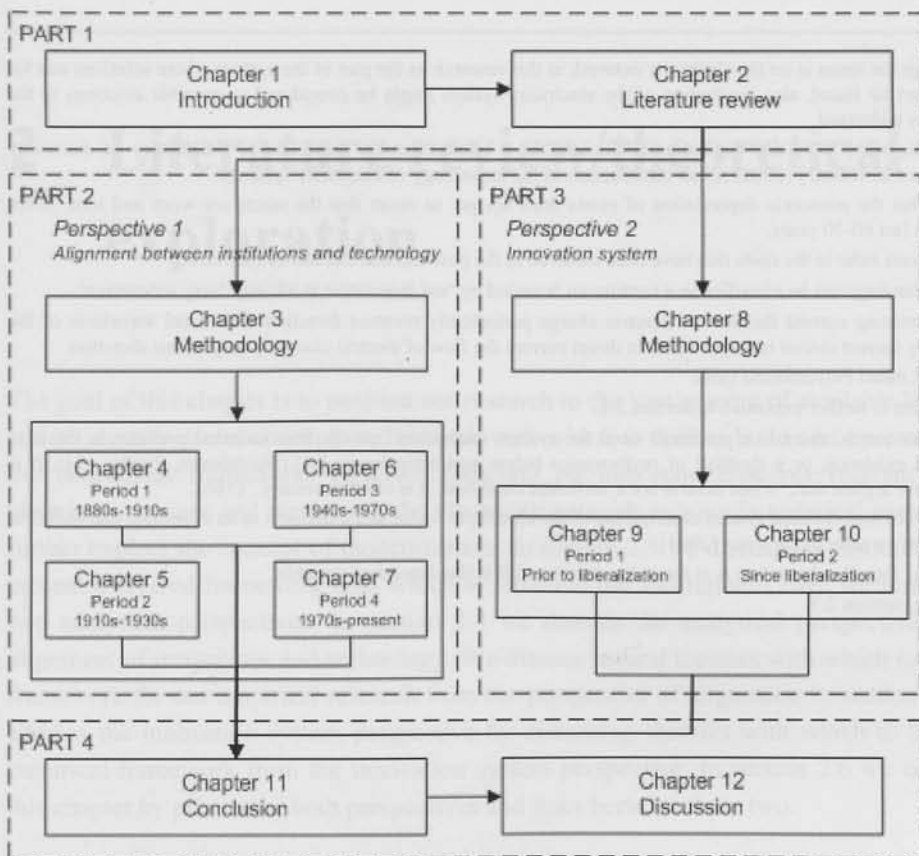 PART 1
Chapter 1
Introduction
Chapter 2
Literature review
PART 2
Perspective 1
Alignment between institutions and technology
Chapter 3
Methodology
Chapter 4
Period 1
1880s-1910s
Chapter 6
Period 3
1940s-1970s
Chapter 5
Period 2
1910s-1930s
Chapter 7
Period 4
1970s-present
PART 3
Perspective 2
Innovation system
Chapter 8
Methodology
Chapter 9
Period 1
Prior to liberalization
Chapter 10
Period 2
Since liberalization
PART 4
Chapter 11
Conclusion
Chapter 12
Discussion